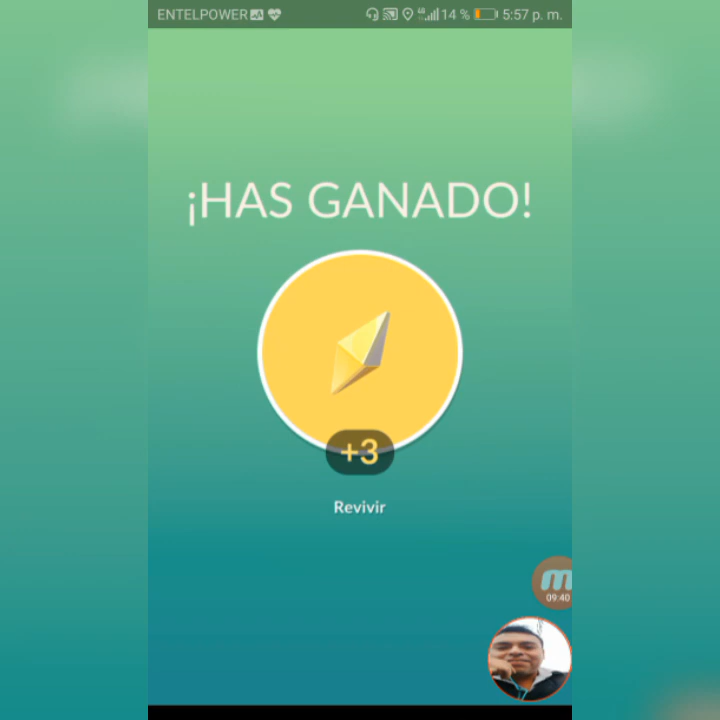 ENTELPOWER 14 % 5:57 p. m.
¡HAS GANADO!
+3
Revivir
m
09:40